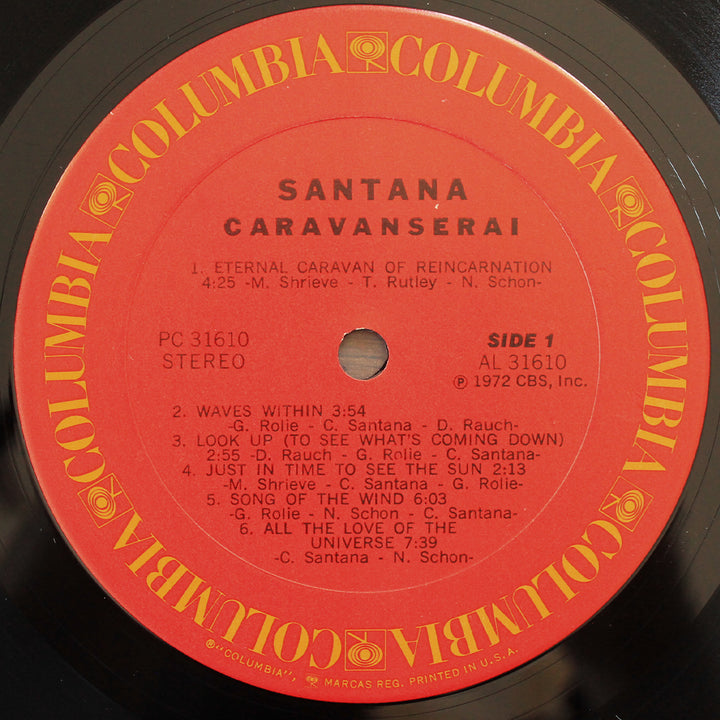 COLUMBIA COLUMBIA COLUMBIA COLUMBIA COLUMBIA COLUMBIA
SANTANA
CARAVANSERAI
1. ETERNAL CARAVAN OF REINCARNATION
4:25 -M. Shrieve - T. Rutley - N. Schon-
PC 31610
STEREO
SIDE 1
AL 31610
℗ 1972 CBS, Inc.
2. WAVES WITHIN 3:54
-G. Rolie - C. Santana - D. Rauch-
3. LOOK UP (TO SEE WHAT'S COMING DOWN)
2:55 -D. Rauch - G. Rolie - C. Santana-
4. JUST IN TIME TO SEE THE SUN 2:13
-M. Shrieve - C. Santana - G. Rolie-
5. SONG OF THE WIND 6:03
-G. Rolie - N. Schon - C. Santana-
6. ALL THE LOVE OF THE
UNIVERSE 7:39
-C. Santana - N. Schon-
®"COLUMBIA", MARCAS REG. PRINTED IN U.S.A.